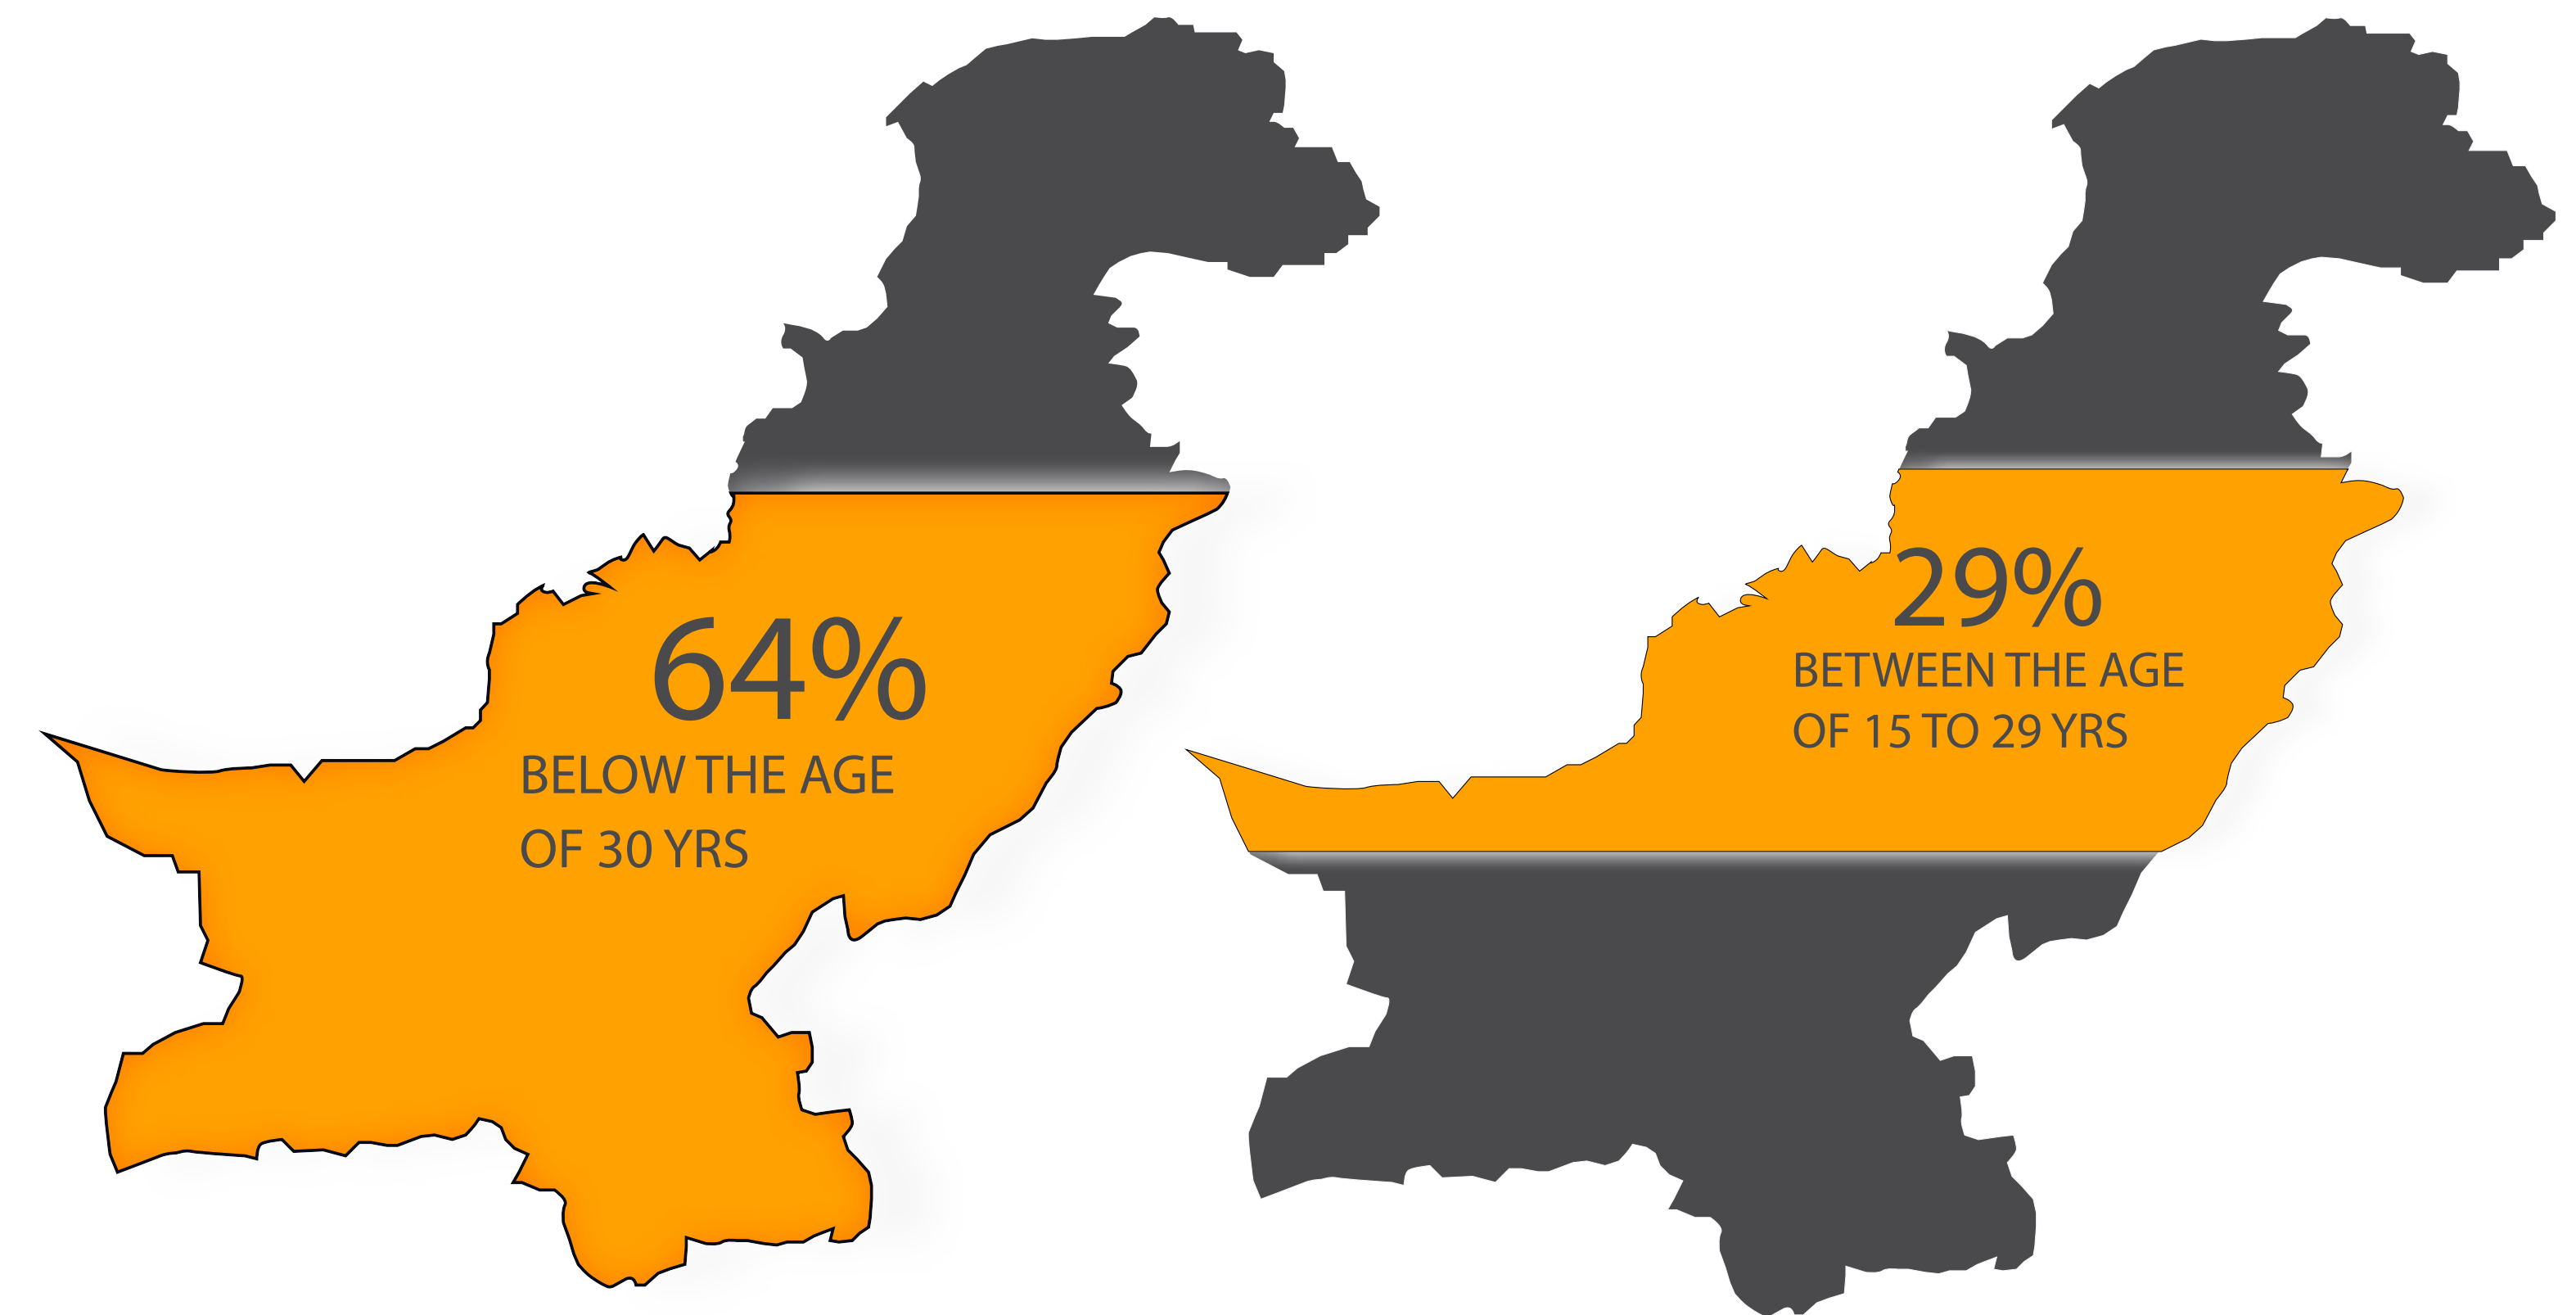 64%
BELOW THE AGE
OF 30 YRS
29%
BETWEEN THE AGE
OF 15 TO 29 YRS